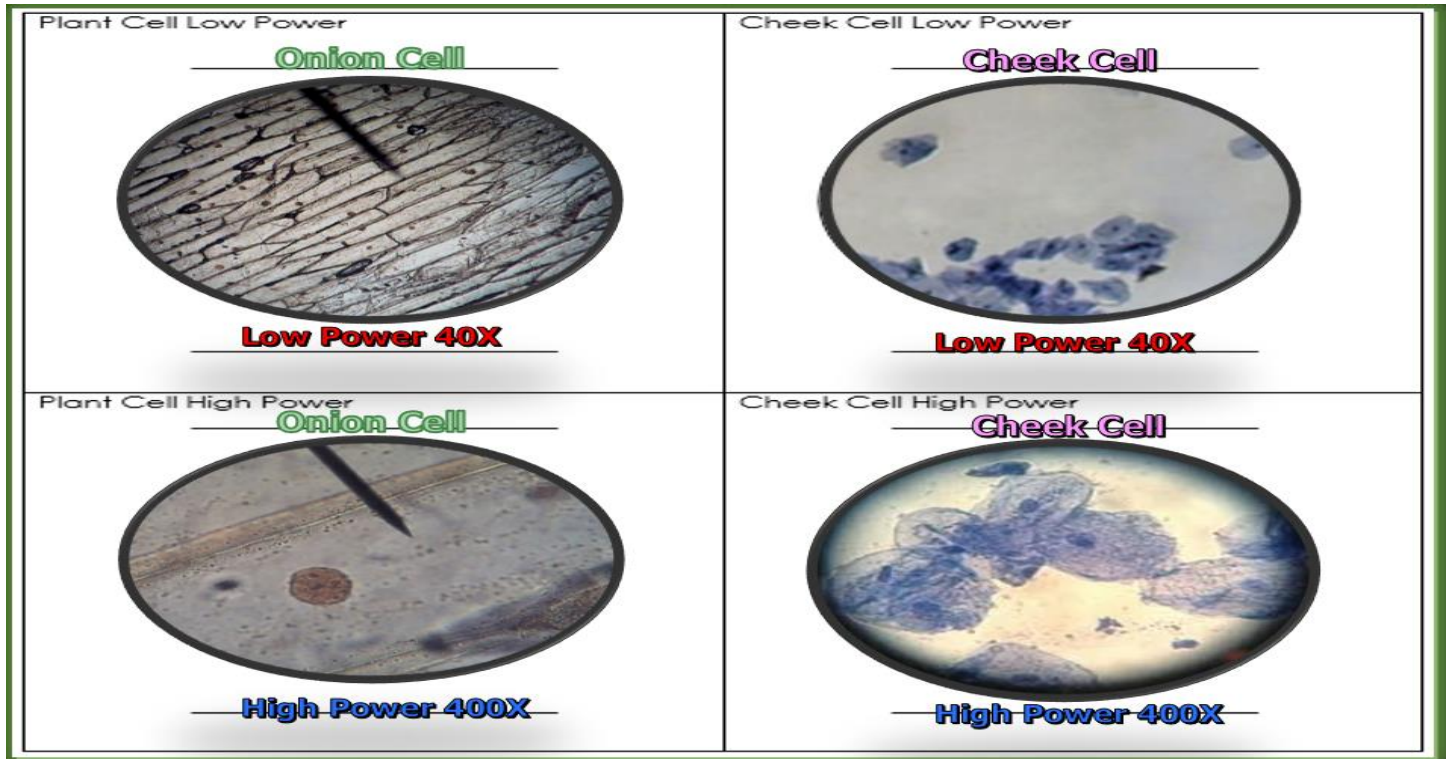 Plant Cell Low Power
Onion Cell
Low Power 40X
Cheek Cell Low Power
Cheek Cell
Low Power 40X
Plant Cell High Power
Onion Cell
High Power 400X
Cheek Cell High Power
Cheek Cell
High Power 400X